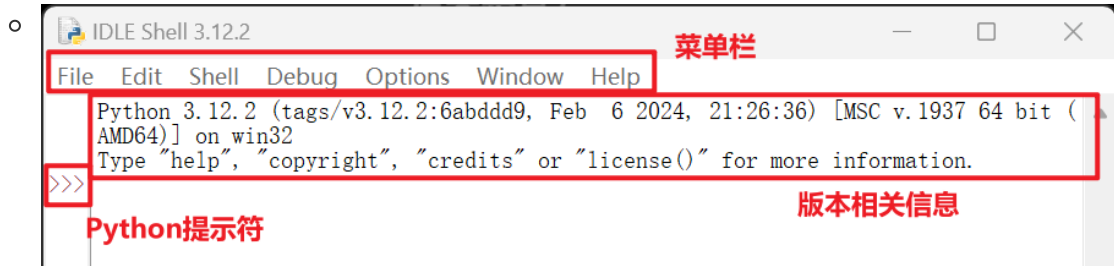 IDLE Shell 3.12.2
菜单栏
File Edit Shell Debug Options Window Help
Python 3.12.2 (tags/v3.12.2:6abddd9, Feb  6 2024, 21:26:36) [MSC v.1937 64 bit (
AMD64)] on win32
Type "help", "copyright", "credits" or "license()" for more information.
>>>
版本相关信息
Python提示符